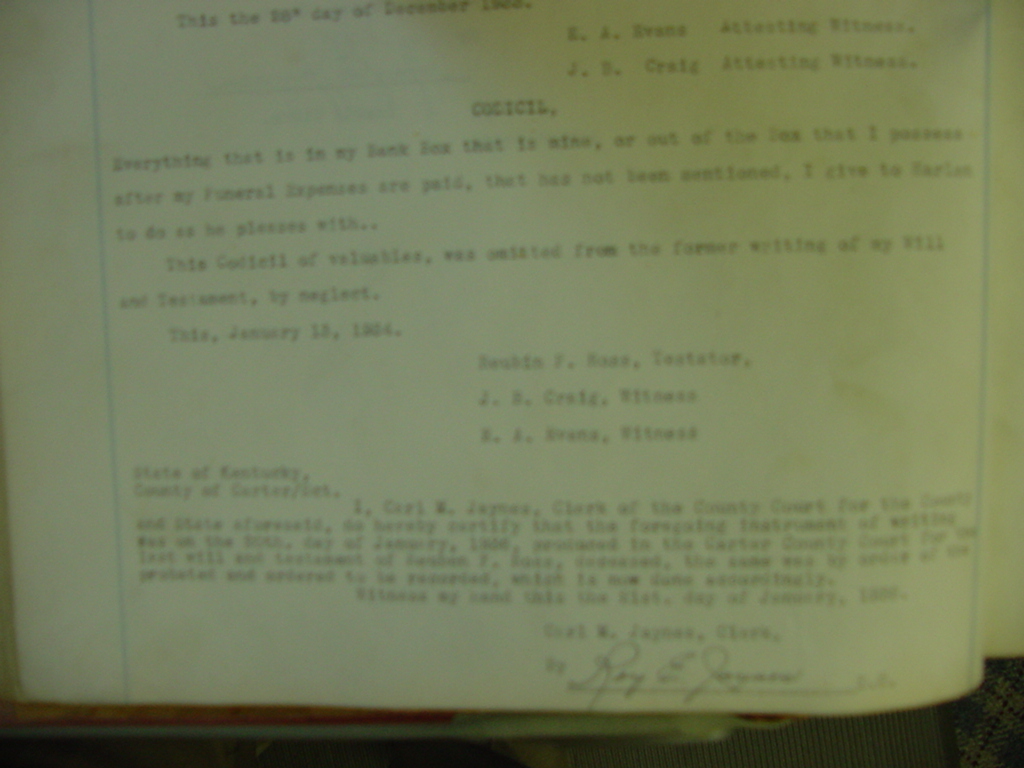 This the 28" day of December
E. A. Evans Attesting Witness.
J. D. Craig Attesting Witness.
CODICIL.
Everything that is in my Bank Box that is mine, or out of the Box that I possess
after my Funeral Expenses are paid, that has not been mentioned, I give to Harlan
to do as he pleases with..
This Codicil of valuables, was omitted from the former writing of my Will
and Testament, by neglect.
This, January 13, 1934.
Reubin F. Ross, Testator,
J. D. Craig, Witness
E. A. Evans, Witness
State of Kentucky,
County of Carter/Sct.
I, Carl M. Jaynes, Clerk of the County Court for the County
and State aforesaid, do hereby certify that the foregoing instrument of writing
was on the 20th. day of January, produced in the Carter County Court for the
last will and testament of Reuben F. Ross, deceased, the same was by order of the
probated and ordered to be recorded, which is now done accordingly.
Witness my hand this the 21st. day of January,
Carl M. Jaynes, Clerk,
By Roy E. Jaynes D.C.